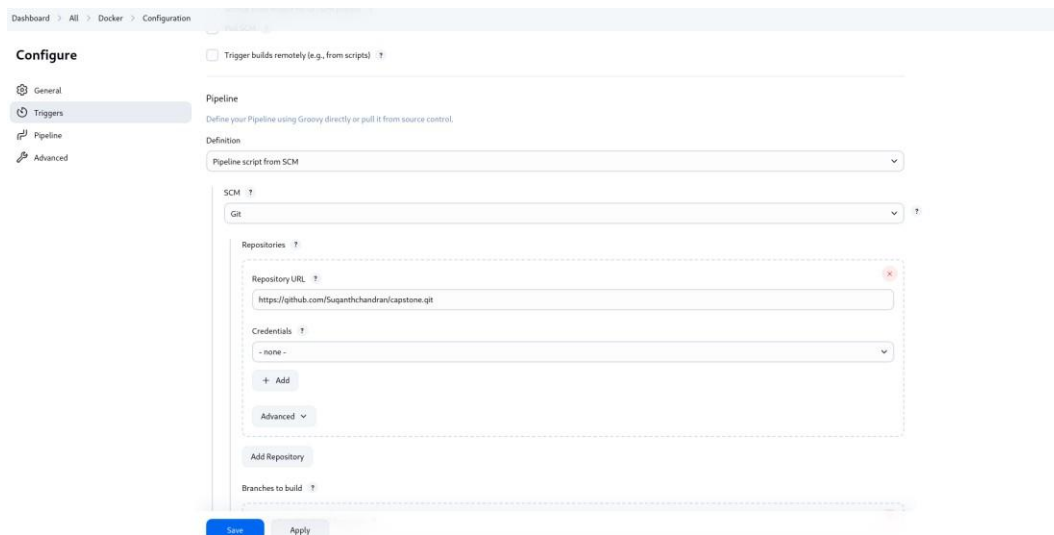 Dashboard > All > Docker > Configuration
Configure
General
Triggers
Pipeline
Advanced
Trigger builds remotely (e.g., from scripts) ?
Pipeline
Define your Pipeline using Groovy directly or pull it from source control.
Definition
Pipeline script from SCM
SCM ?
Git
?
Repositories ?
Repository URL ?
https://github.com/Suganthchandran/capstone.git
Credentials ?
- none -
+ Add
Advanced
Add Repository
Branches to build ?
Save
Apply